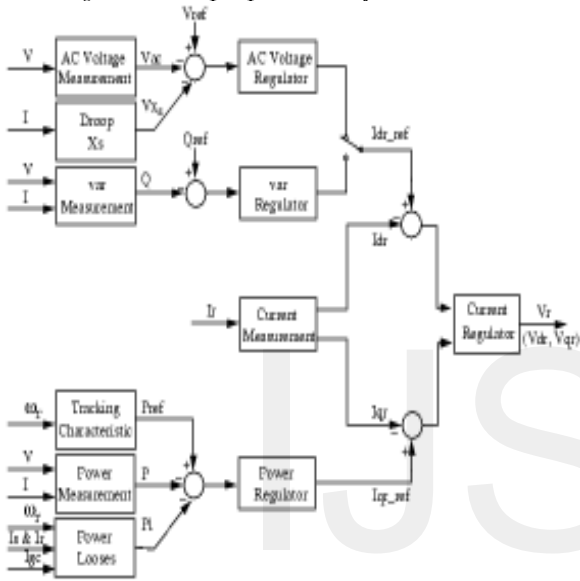 Vref
V
AC Voltage
Measurement
Vac
+
-
-
AC Voltage
Regulator
I
Droop
Xs
Vxs
Idr_ref
Qref
V
I
var
Measurement
Q
+
-
var
Regulator
+
-
Idr
Ir
Current
Measurement
Current
Regulator
Vr
(Vdr, Vqr)
IJS
ωr
Tracking
Characteristic
Pref
Iqr
-
+
V
I
Power
Measurement
P
+
-
-
Power
Regulator
Iqr_ref
ωr
Is & Ir
Igc
Power
Looses
Pl